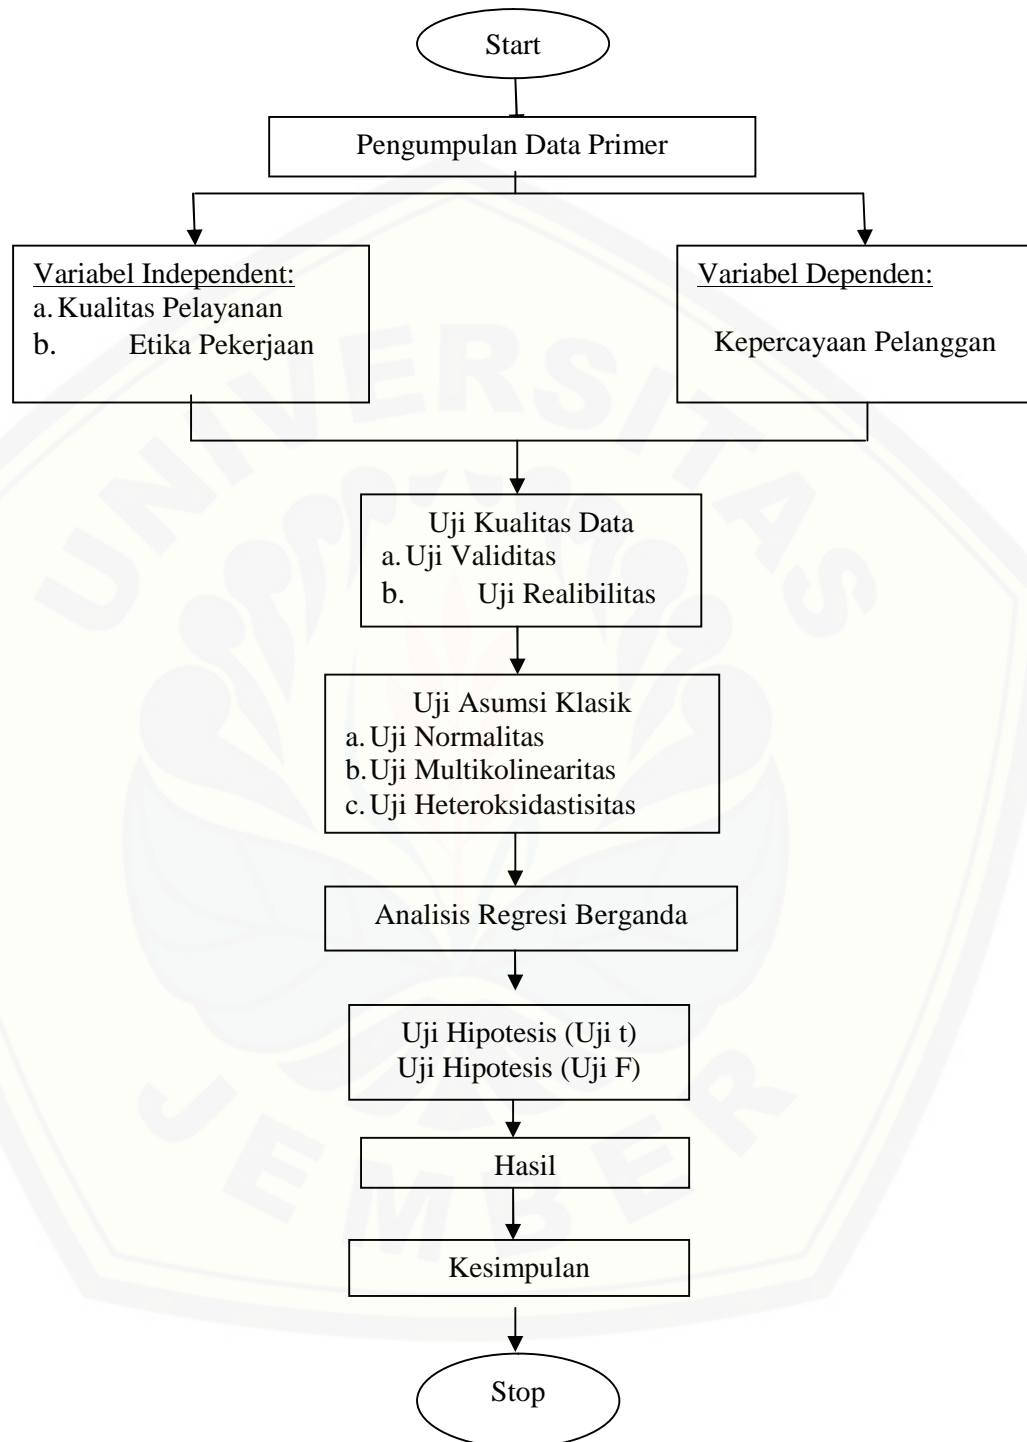 Start
Pengumpulan Data Primer
Variabel Independent:
a. Kualitas Pelayanan
b. Etika Pekerjaan
Variabel Dependen:
Kepercayaan Pelanggan
Uji Kualitas Data
a. Uji Validitas
b. Uji Realibilitas
Uji Asumsi Klasik
a. Uji Normalitas
b. Uji Multikolinearitas
c. Uji Heteroksidastisitas
Analisis Regresi Berganda
Uji Hipotesis (Uji t)
Uji Hipotesis (Uji F)
Hasil
Kesimpulan
Stop
UNIVERSITAS
JEMBER